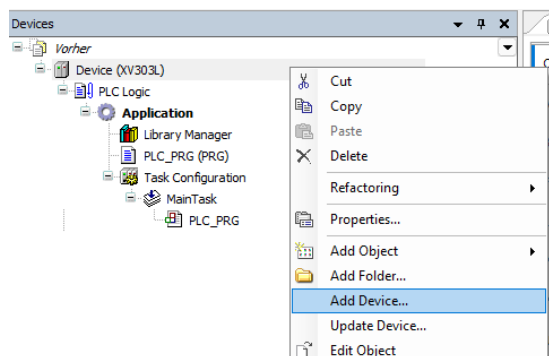 Devices
Vorher
Device (XV303L)
PLC Logic
Application
Library Manager
PLC_PRG (PRG)
Task Configuration
MainTask
PLC_PRG
Cut
Copy
Paste
Delete
Refactoring
Properties...
Add Object
Add Folder...
Add Device...
Update Device...
Edit Object